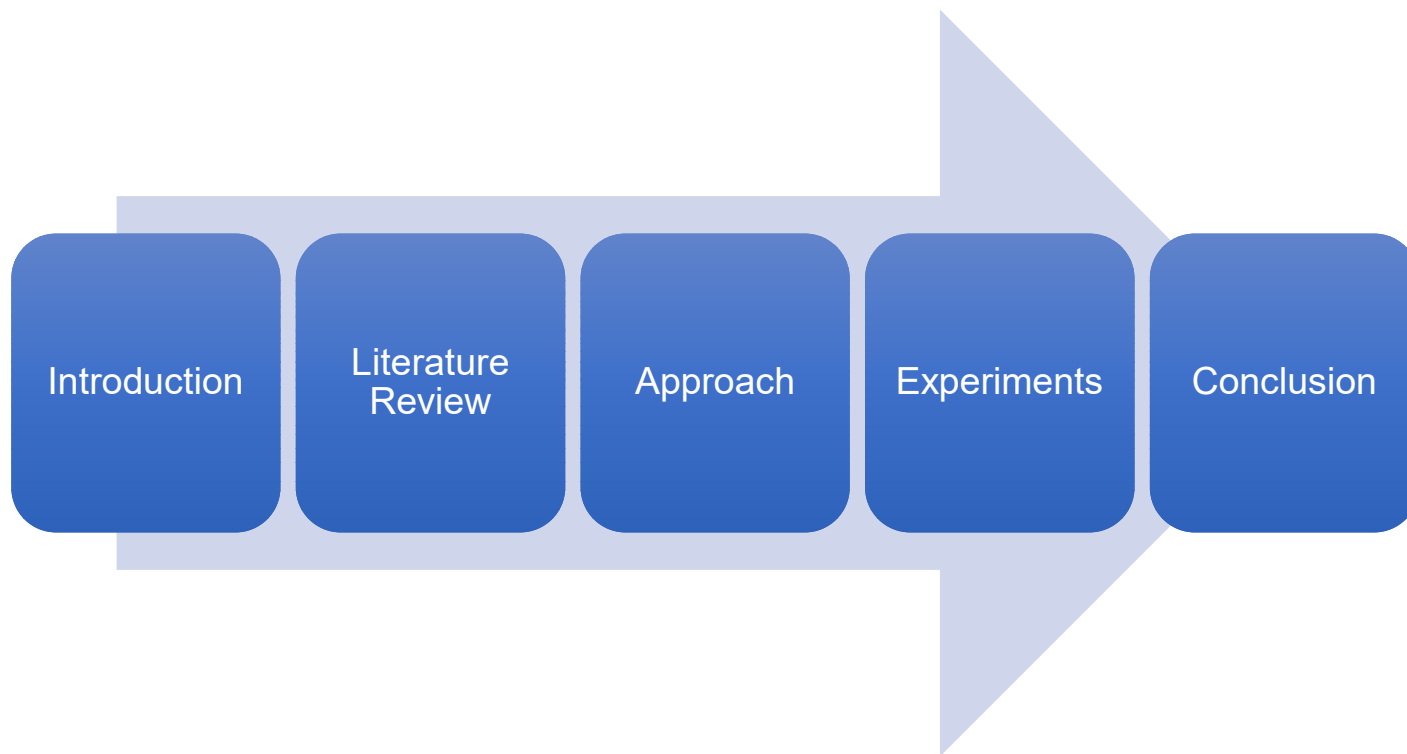 Introduction
Literature
Review
Approach
Experiments
Conclusion